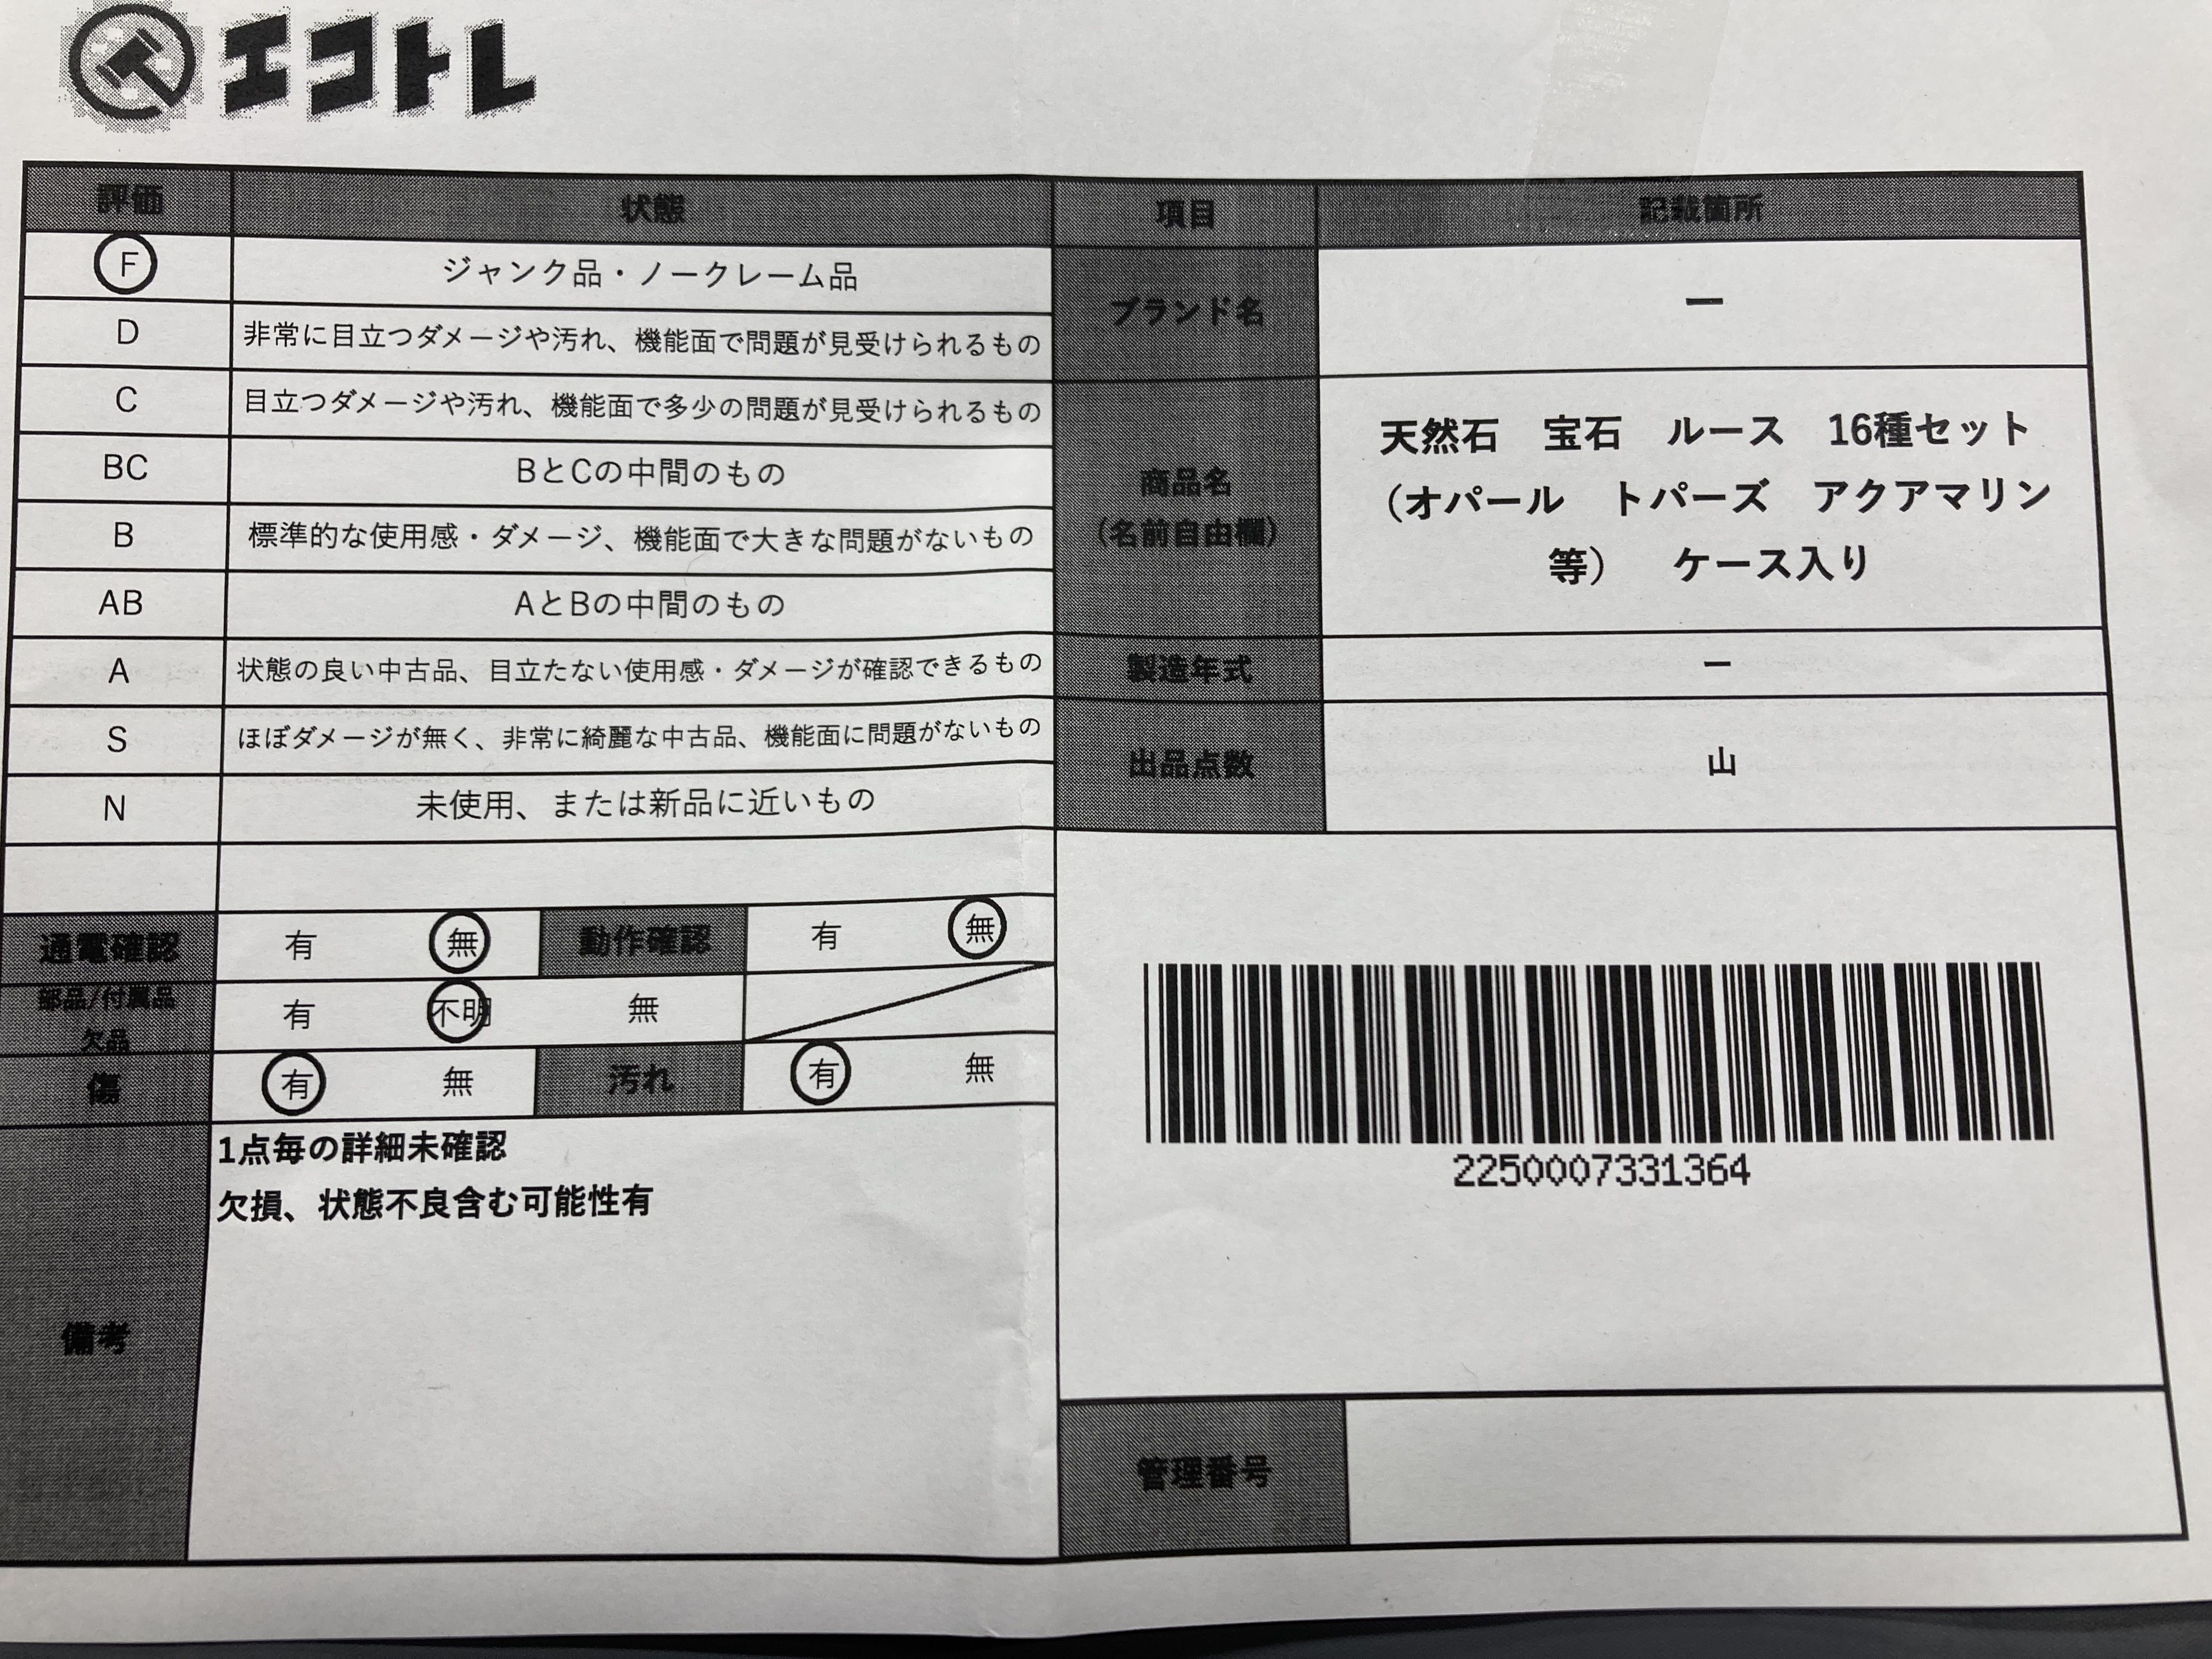 エコトレ
評価 状態
F ジャンク品・ノークレーム品
D 非常に目立つダメージや汚れ、機能面で問題が見受けられるもの
C 目立つダメージや汚れ、機能面で多少の問題が見受けられるもの
BC BとCの中間のもの
B 標準的な使用感・ダメージ、機能面で大きな問題がないもの
AB AとBの中間のもの
A 状態の良い中古品、目立たない使用感・ダメージが確認できるもの
S ほぼダメージが無く、非常に綺麗な中古品、機能面に問題がないもの
N 未使用、または新品に近いもの
通電確認 有 無 動作確認 有 無
部品/付属品
欠品
有 不明 無
傷 有 無 汚れ 有 無
備考
1点毎の詳細未確認
欠損、状態不良含む可能性有
項目 記載箇所
ブランド名 ー
商品名
（名前自由欄）
天然石 宝石 ルース 16種セット
（オパール トパーズ アクアマリン
等） ケース入り
製造年式 ー
出品点数 山
2250007331364
管理番号